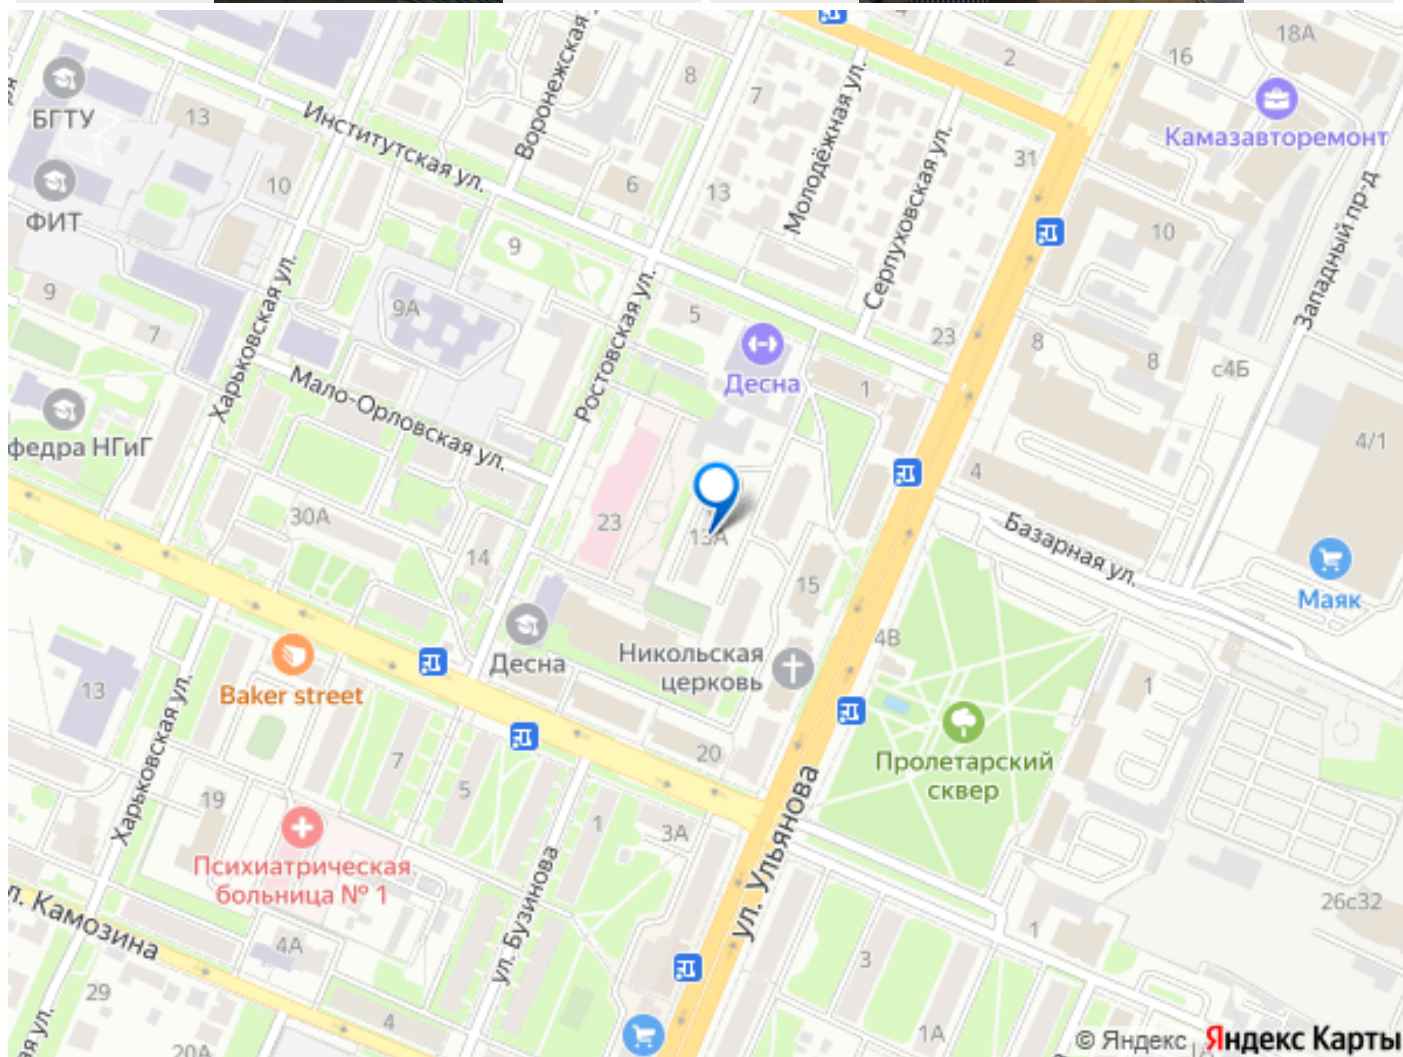 4
2
18А
16
8
7
Воронежская
Молодёжная ул.
Камазавторемонт
БГТУ
13
Институтская ул.
Серпуховская ул.
31
Западный пр-д
10
6
13
ФИТ
9
10
9
9А
Харьковская ул.
Ростовская ул.
5
23
8
8
с4Б
7
Десна
1
Мало-Орловская ул.
федра НГиГ
4/1
4
30А
23
13А
Базарная ул.
14
15
Маяк
4В
Никольская
церковь
Десна
13
Baker street
1
Харьковская ул.
20
Пролетарский
сквер
7
5
19
1
3А
ул. Ульянова
Психиатрическая
больница № 1
ул. Бузинова
л. Камозина
26с32
4А
1
3
29
4
1А
20А
ая ул.
© Яндекс
Яндекс Карты